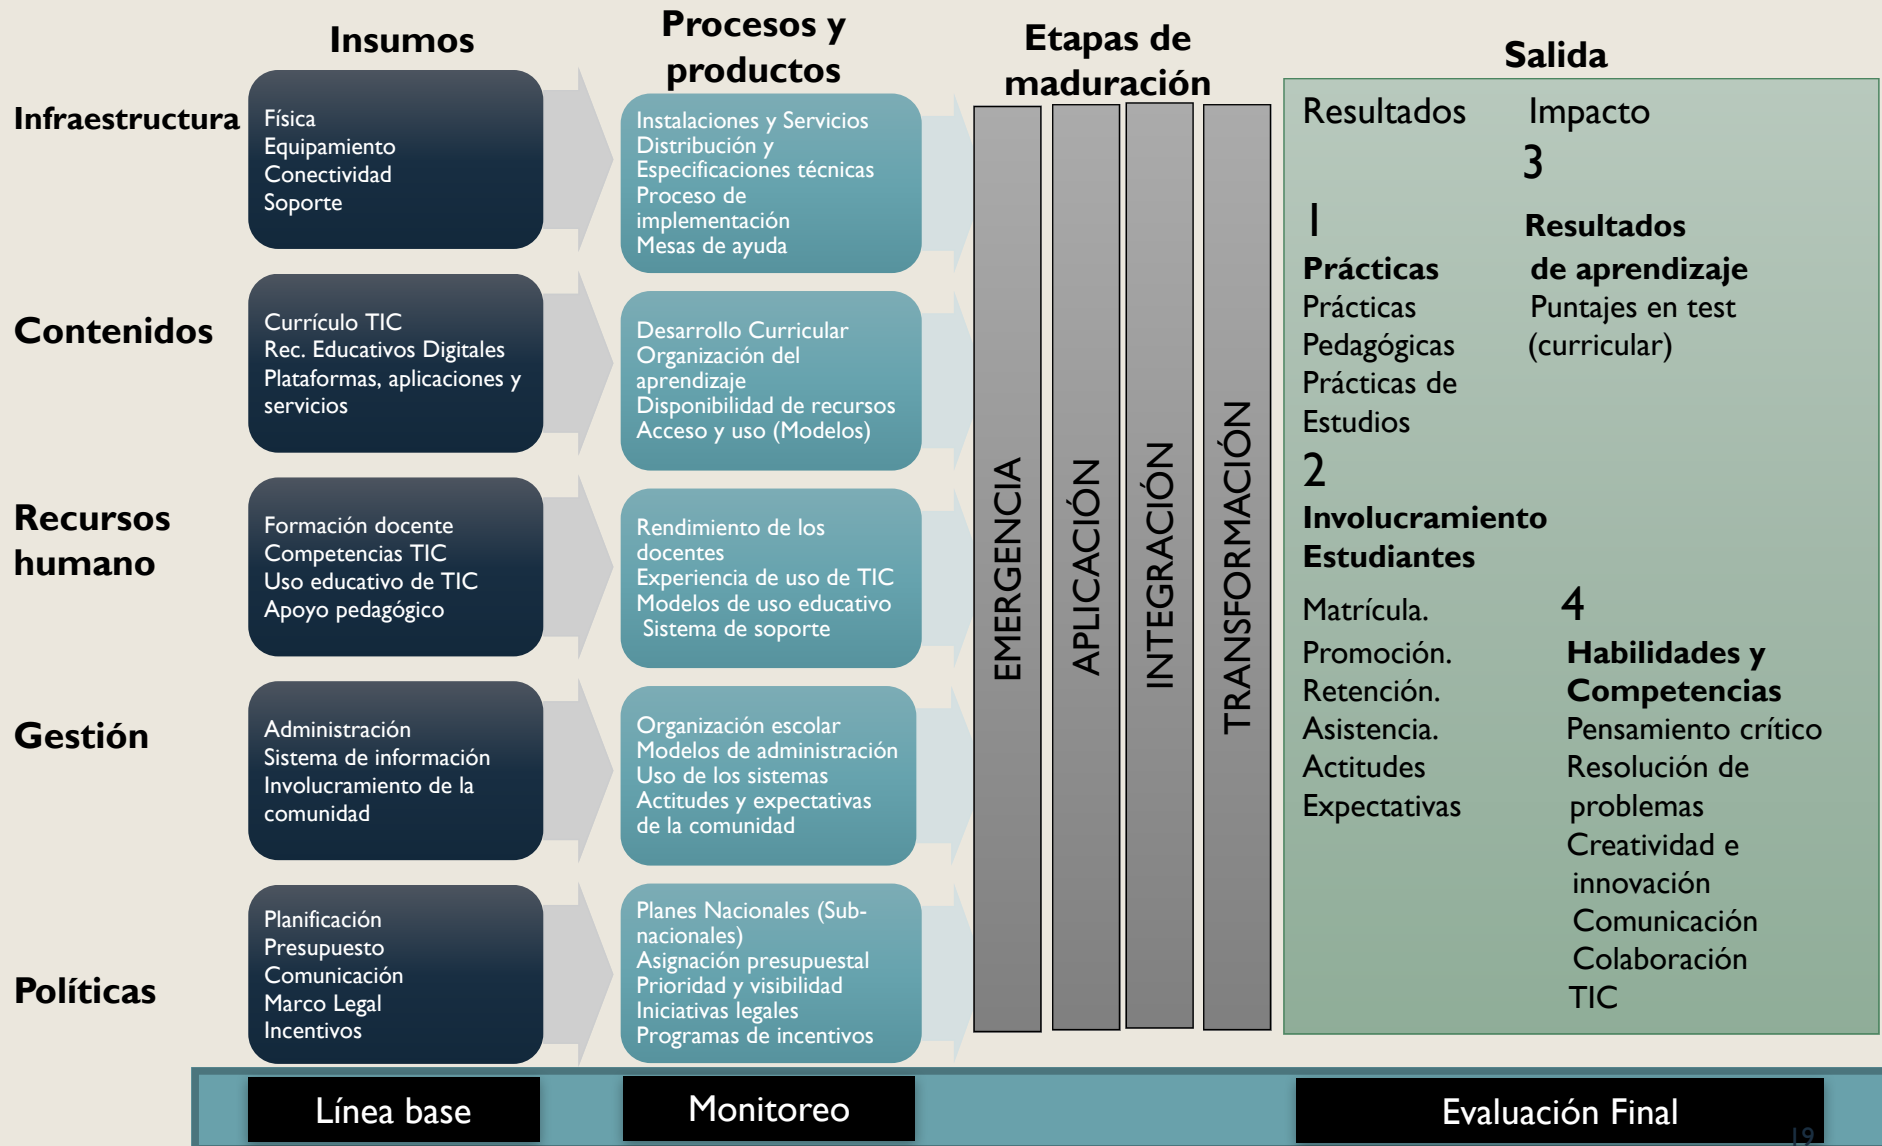 Insumos
Procesos y
productos
Etapas de
maduración
Salida
Infraestructura
Física
Equipamiento
Conectividad
Soporte
Instalaciones y Servicios
Distribución y
Especificaciones técnicas
Proceso de
implementación
Mesas de ayuda
Contenidos
Currículo TIC
Rec. Educativos Digitales
Plataformas, aplicaciones y
servicios
Desarrollo Curricular
Organización del
aprendizaje
Disponibilidad de recursos
Acceso y uso (Modelos)
Recursos
humano
Formación docente
Competencias TIC
Uso educativo de TIC
Apoyo pedagógico
Rendimiento de los
docentes
Experiencia de uso de TIC
Modelos de uso educativo
Sistema de soporte
Gestión
Administración
Sistema de información
Involucramiento de la
comunidad
Organización escolar
Modelos de administración
Uso de los sistemas
Actitudes y expectativas
de la comunidad
Políticas
Planificación
Presupuesto
Comunicación
Marco Legal
Incentivos
Planes Nacionales (Sub-
nacionales)
Asignación presupuestal
Prioridad y visibilidad
Iniciativas legales
Programas de incentivos
EMERGENCIA
APLICACIÓN
INTEGRACIÓN
TRANSFORMACIÓN
Resultados Impacto
3
1 Resultados
Prácticas de aprendizaje
Prácticas Puntajes en test
Pedagógicas (curricular)
Prácticas de
Estudios
2
Involucramiento
Estudiantes
Matrícula. 4
Promoción. Habilidades y
Retención. Competencias
Asistencia. Pensamiento crítico
Actitudes Resolución de
Expectativas problemas
Creatividad e
innovación
Comunicación
Colaboración
TIC
Línea base
Monitoreo
Evaluación Final
19